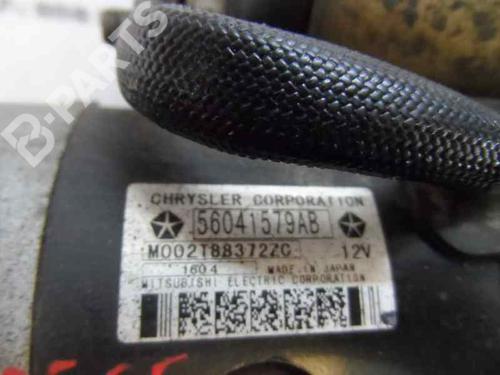 B-PARTS
CHRYSLER CORPORATION
56041579AB
M002T88372ZC 12V
1604 MADE IN JAPAN
MITSUBISHI ELECTRIC CORPORATION